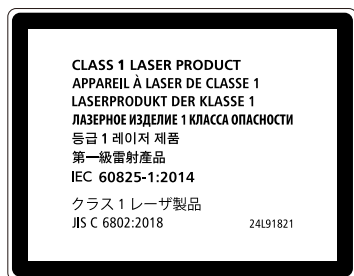 CLASS 1 LASER PRODUCT
APPAREIL À LASER DE CLASSE 1
LASERPRODUKT DER KLASSE 1
ЛАЗЕРНОЕ ИЗДЕЛИЕ 1 КЛАССА ОПАСНОСТИ
등급 1 레이저 제품
第一級雷射產品
IEC 60825-1:2014
クラス 1 レーザ製品
JIS C 6802:2018 24L91821